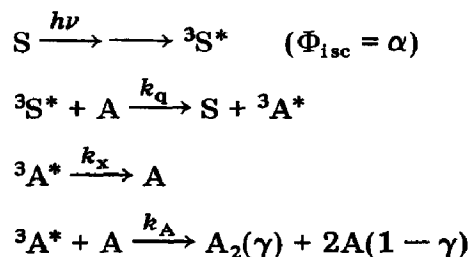 S —hν→ ⟶ ³S* (Φ_isc = α)
³S* + A —k_q→ S + ³A*
³A* —k_x→ A
³A* + A —k_A→ A₂(γ) + 2A(1 − γ)